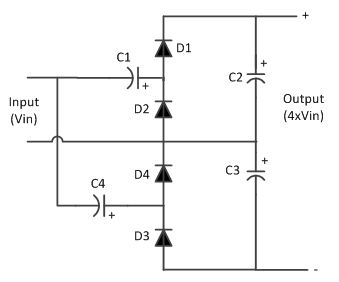 +
D1
C1
+
C2
+
Input
(Vin)
D2
Output
(4xVin)
D4
C3
+
C4
+
D3
-